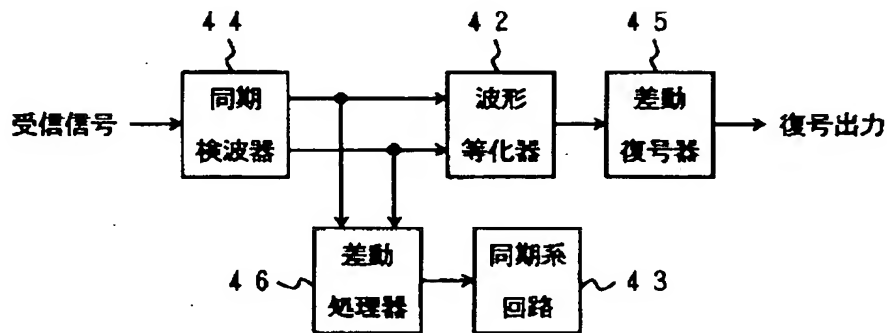 ４４
４２
４５
受信信号
同期
検波器
波形
等化器
差動
復号器
復号出力
差動
処理器
同期系
回路
４６
４３